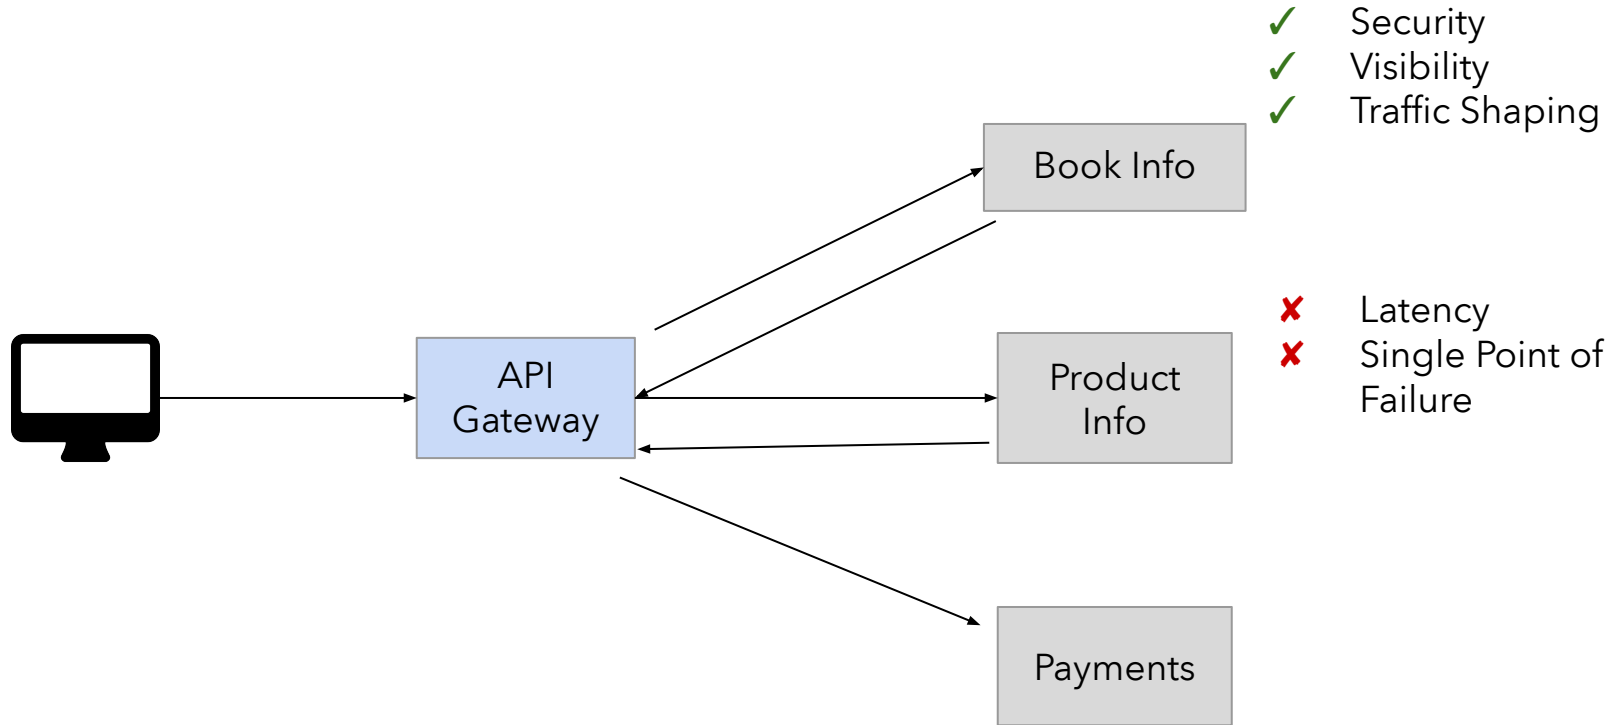 Security
Visibility
Traffic Shaping
Book Info
API
Gateway
Product
Info
Latency
Single Point of
Failure
Payments